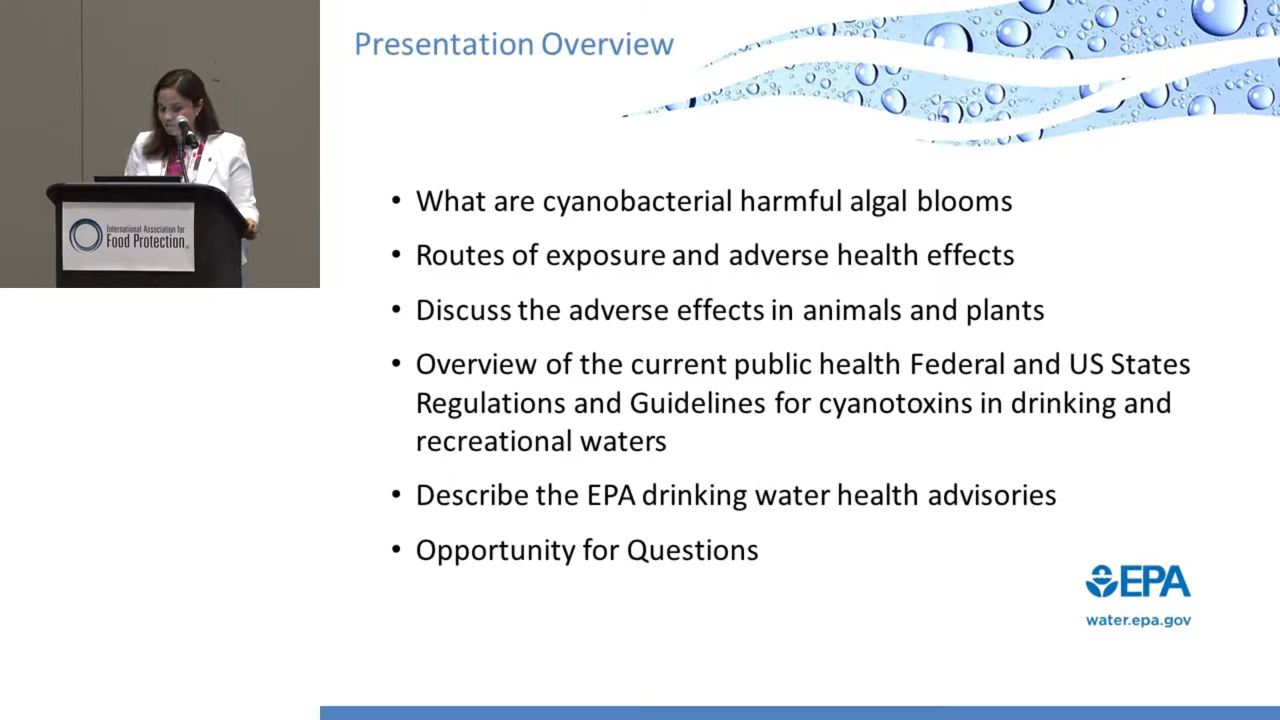 Presentation Overview
International Association for
Food Protection®
• What are cyanobacterial harmful algal blooms
• Routes of exposure and adverse health effects
• Discuss the adverse effects in animals and plants
• Overview of the current public health Federal and US States
Regulations and Guidelines for cyanotoxins in drinking and
recreational waters
• Describe the EPA drinking water health advisories
• Opportunity for Questions
EPA
water.epa.gov